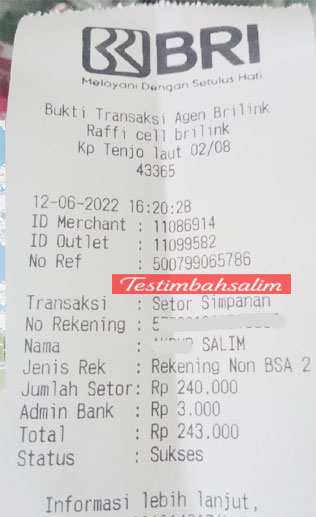 BRI
Melayani Dengan Setulus Hati
Bukti Transaksi Agen Brilink
Raffi cell brilink
Kp Tenjo laut 02/08
43365
12-06-2022 16:20:28
ID Merchant : 11086914
ID Outlet : 11099582
No Ref : 500799065786
Testimbahsalim
Transaksi : Setor Simpanan
No Rekening :
Nama : SALIM
Jenis Rek : Rekening Non BSA 2
Jumlah Setor: Rp 240.000
Admin Bank : Rp 3.000
Total : Rp 243.000
Status : Sukses
Informasi lebih lanjut,